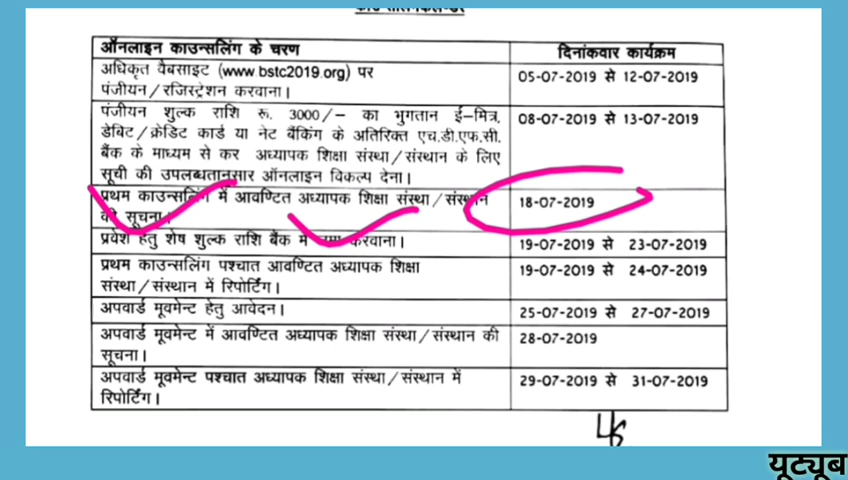 ऑनलाइन काउन्सलिंग के चरण
दिनांकवार कार्यक्रम
अधिकृत वैबसाइट (www.bstc2019.org) पर
पंजीयन/रजिस्ट्रेशन करवाना।
05-07-2019 से 12-07-2019
पंजीयन शुल्क राशि रू. 3000/– का भुगतान ई–मित्र,
डेबिट/क्रेडिट कार्ड या नेट बैंकिंग के अतिरिक्त एच.डी.एफ.सी.
बैंक के माध्यम से कर अध्यापक शिक्षा संस्था/संस्थान के लिए
सूची की उपलब्धतानुसार ऑनलाइन विकल्प देना।
08-07-2019 से 13-07-2019
प्रथम काउन्सलिंग में आवण्टित अध्यापक शिक्षा संस्था/संस्थान
की सूचना।
18-07-2019
प्रवेश हेतु शेष शुल्क राशि बैंक में जमा करवाना।
19-07-2019 से 23-07-2019
प्रथम काउन्सलिंग पश्चात आवण्टित अध्यापक शिक्षा
संस्था/संस्थान में रिपोर्टिंग।
19-07-2019 से 24-07-2019
अपवार्ड मूवमेन्ट हेतु आवेदन।
25-07-2019 से 27-07-2019
अपवार्ड मूवमेन्ट में आवण्टित अध्यापक शिक्षा संस्था/संस्थान की
सूचना।
28-07-2019
अपवार्ड मूवमेन्ट पश्चात अध्यापक शिक्षा संस्था/संस्थान में
रिपोर्टिंग।
29-07-2019 से 31-07-2019
यूट्यूब